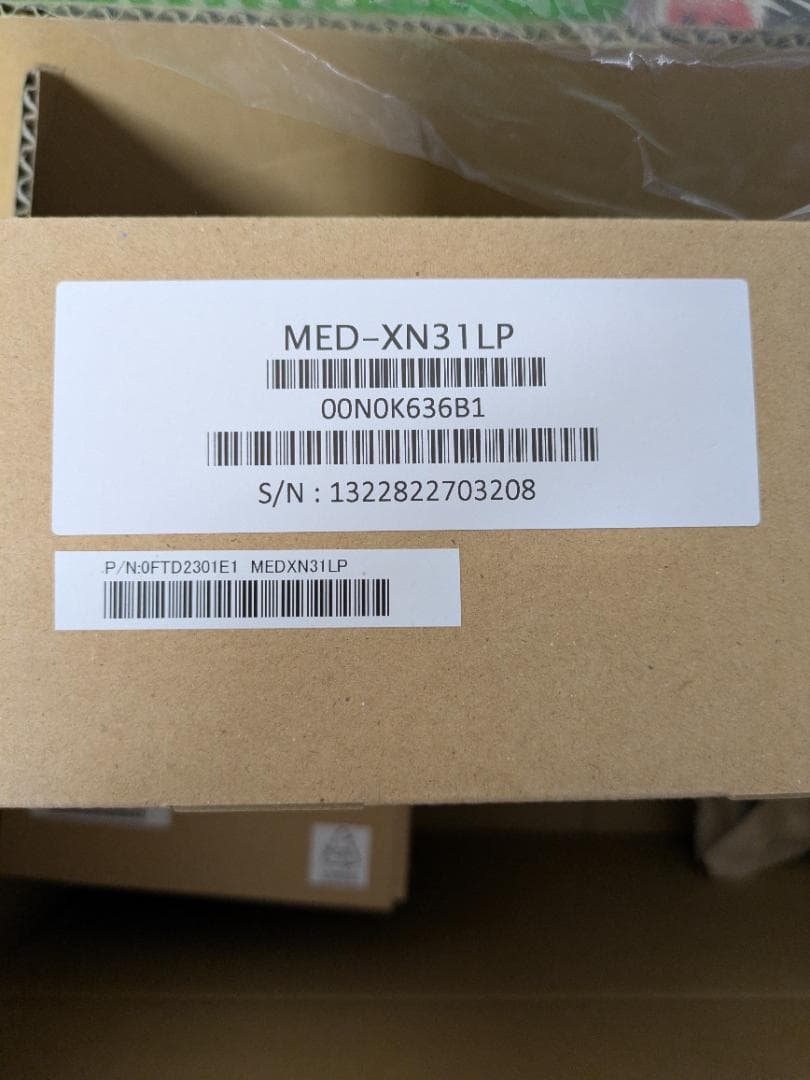 MED-XN31LP
00N0K636B1
S/N : 1322822703208
P/N:0FTD2301E1 MEDXN31LP